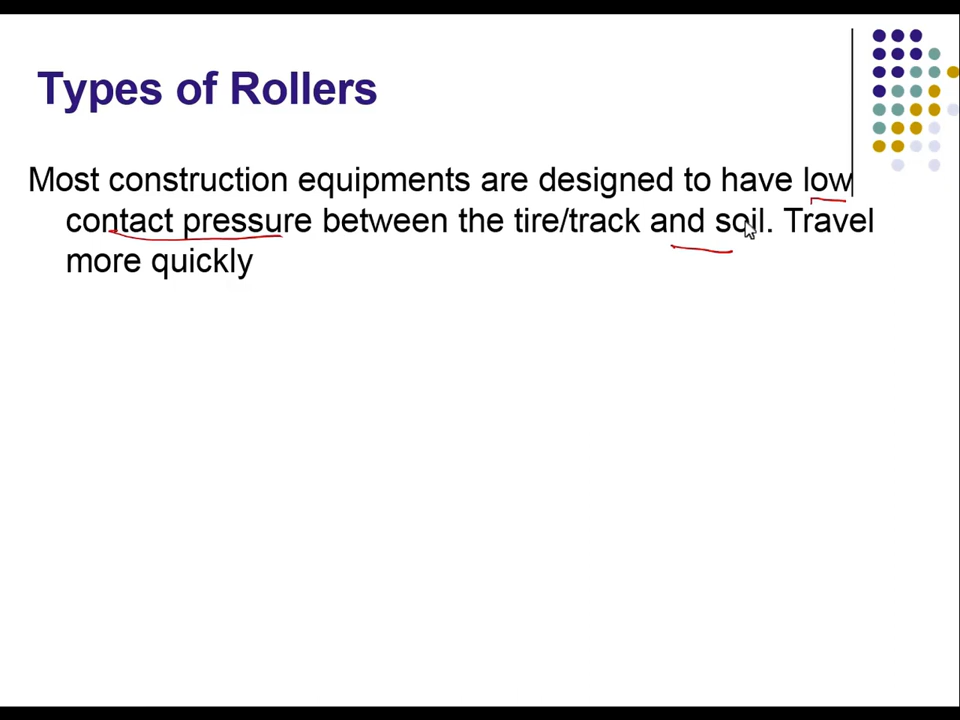 Types of Rollers
Most construction equipments are designed to have low
contact pressure between the tire/track and soil. Travel
more quickly